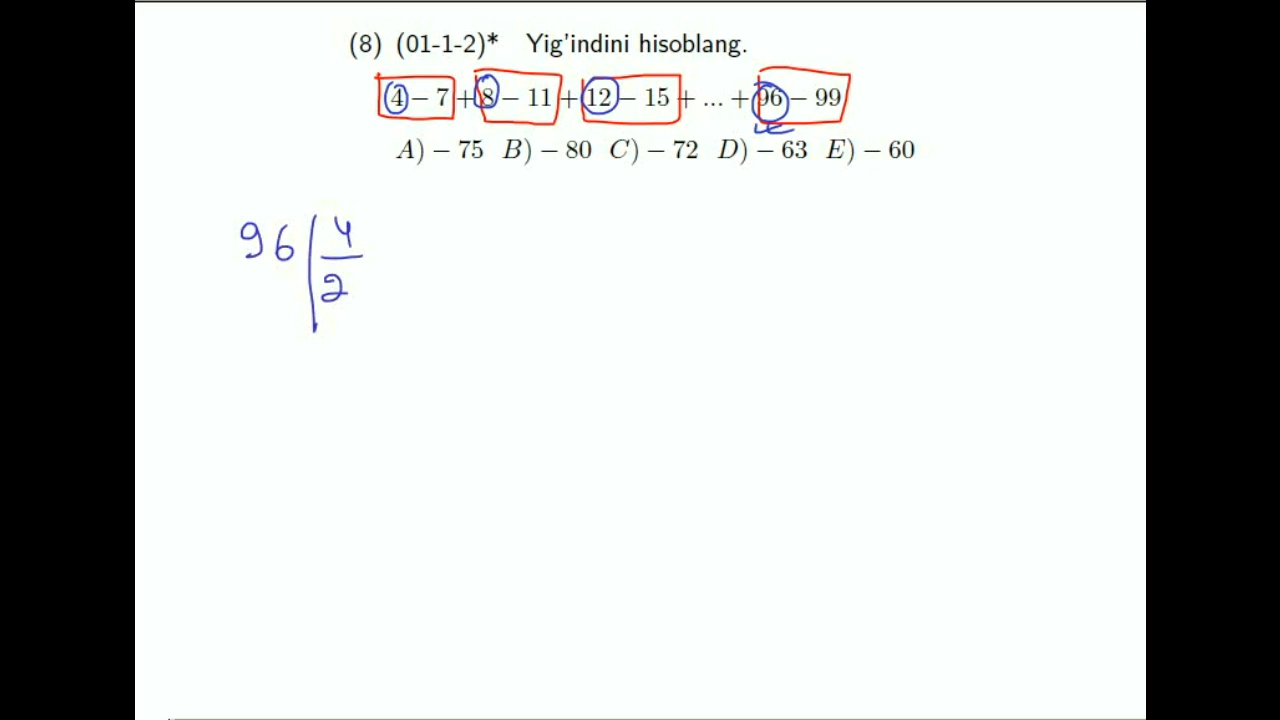 (8) (01-1-2)* Yig'indini hisoblang.
4 − 7 + 8 − 11 + 12 − 15 + ... + 96 − 99
A) − 75 B) − 80 C) − 72 D) − 63 E) − 60
96 4
2